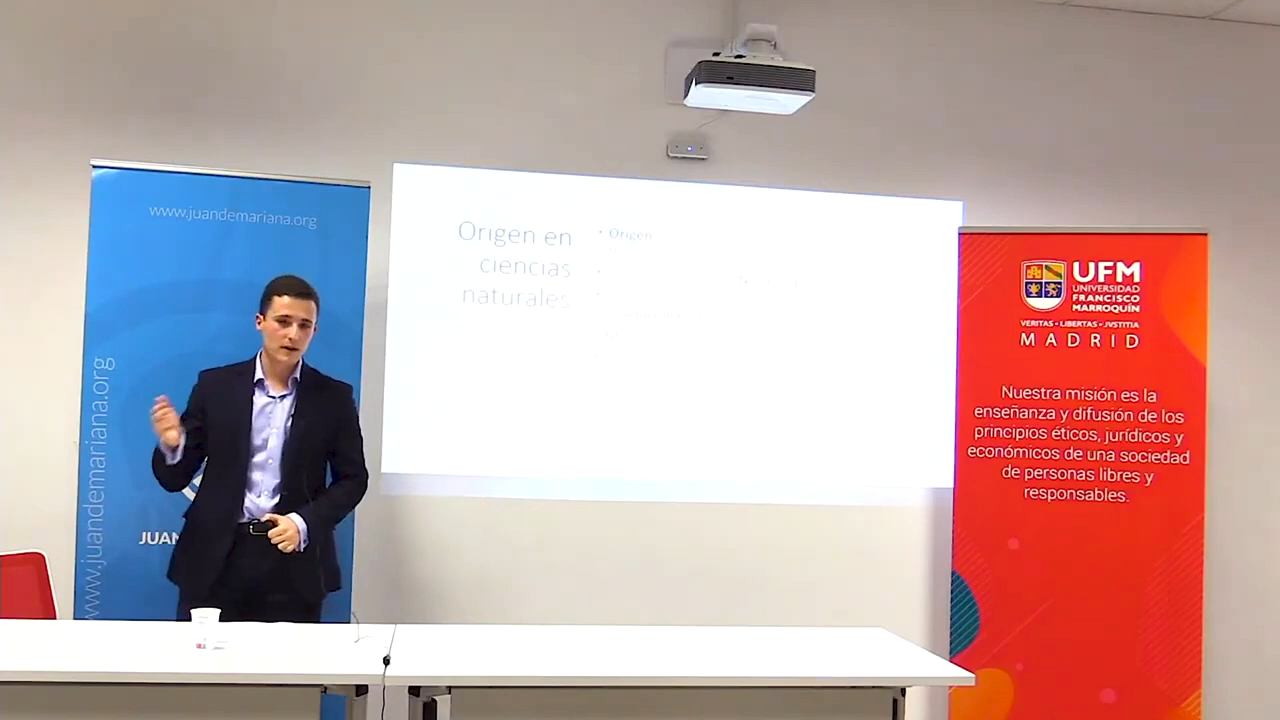 www.juandemariana.org
www.juandemariana.org
JUAN
Origen en
ciencias
naturales
• Origen
UFM
UNIVERSIDAD
FRANCISCO
MARROQUÍN
VERITAS - LIBERTAS - JVSTITIA
MADRID
Nuestra misión es la
enseñanza y difusión de los
principios éticos, jurídicos y
económicos de una sociedad
de personas libres y
responsables.